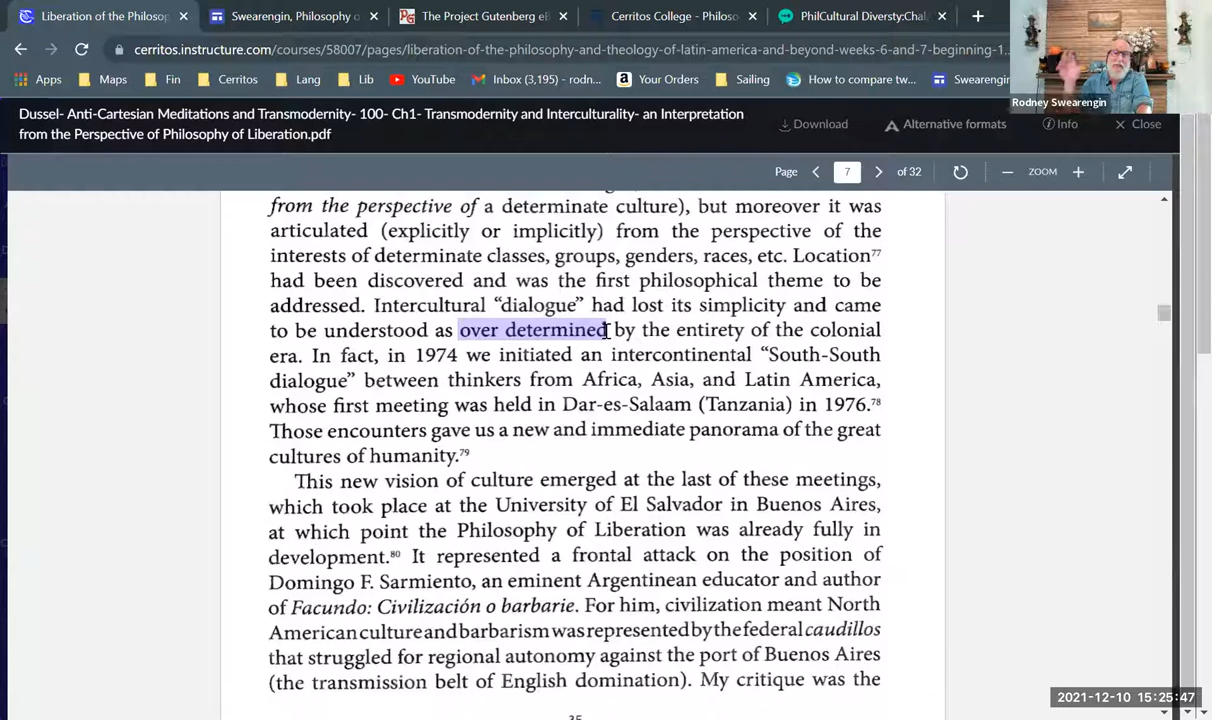 Liberation of the Philosop
Swearengin, Philosophy o
The Project Gutenberg eB
Cerritos College - Philoso
PhilCultural Diversty:Chal
cerritos.instructure.com/courses/58007/pages/liberation-of-the-philosophy-and-theology-of-latin-america-and-beyond-weeks-6-and-7-beginning-1...
Apps
Maps
Fin
Cerritos
Lang
Lib
YouTube
Inbox (3,195) - rodn...
Your Orders
Sailing
How to compare tw...
Swearengin
Rodney Swearengin
Dussel- Anti-Cartesian Meditations and Transmodernity- 100- Ch1- Transmodernity and Interculturality- an Interpretation
from the Perspective of Philosophy of Liberation.pdf
Download
Alternative formats
Info
Close
Page 7 of 32
ZOOM
from the perspective of a determinate culture), but moreover it was
articulated (explicitly or implicitly) from the perspective of the
interests of determinate classes, groups, genders, races, etc. Location77
had been discovered and was the first philosophical theme to be
addressed. Intercultural “dialogue” had lost its simplicity and came
to be understood as over determined by the entirety of the colonial
era. In fact, in 1974 we initiated an intercontinental “South-South
dialogue” between thinkers from Africa, Asia, and Latin America,
whose first meeting was held in Dar-es-Salaam (Tanzania) in 1976.78
Those encounters gave us a new and immediate panorama of the great
cultures of humanity.79
This new vision of culture emerged at the last of these meetings,
which took place at the University of El Salvador in Buenos Aires,
at which point the Philosophy of Liberation was already fully in
development.80 It represented a frontal attack on the position of
Domingo F. Sarmiento, an eminent Argentinean educator and author
of Facundo: Civilización o barbarie. For him, civilization meant North
American culture and barbarism was represented by the federal caudillos
that struggled for regional autonomy against the port of Buenos Aires
(the transmission belt of English domination). My critique was the
35
2021-12-10 15:25:47